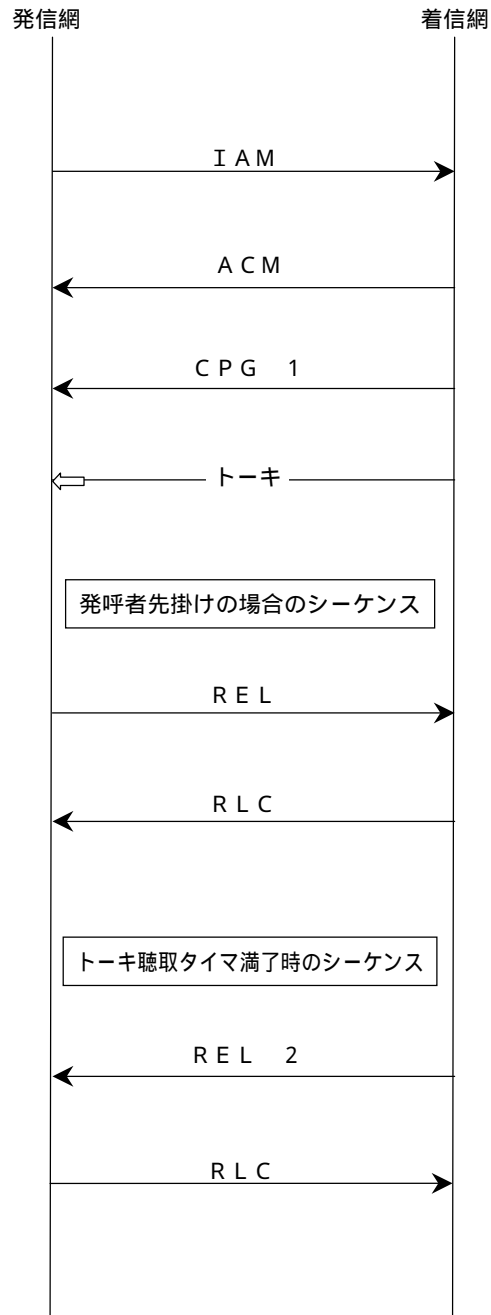 発信網 着信網
ＩＡＭ
ＡＣＭ
ＣＰＧ　１
トーキ
発呼者先掛けの場合のシーケンス
ＲＥＬ
ＲＬＣ
トーキ聴取タイマ満了時のシーケンス
ＲＥＬ　２
ＲＬＣ